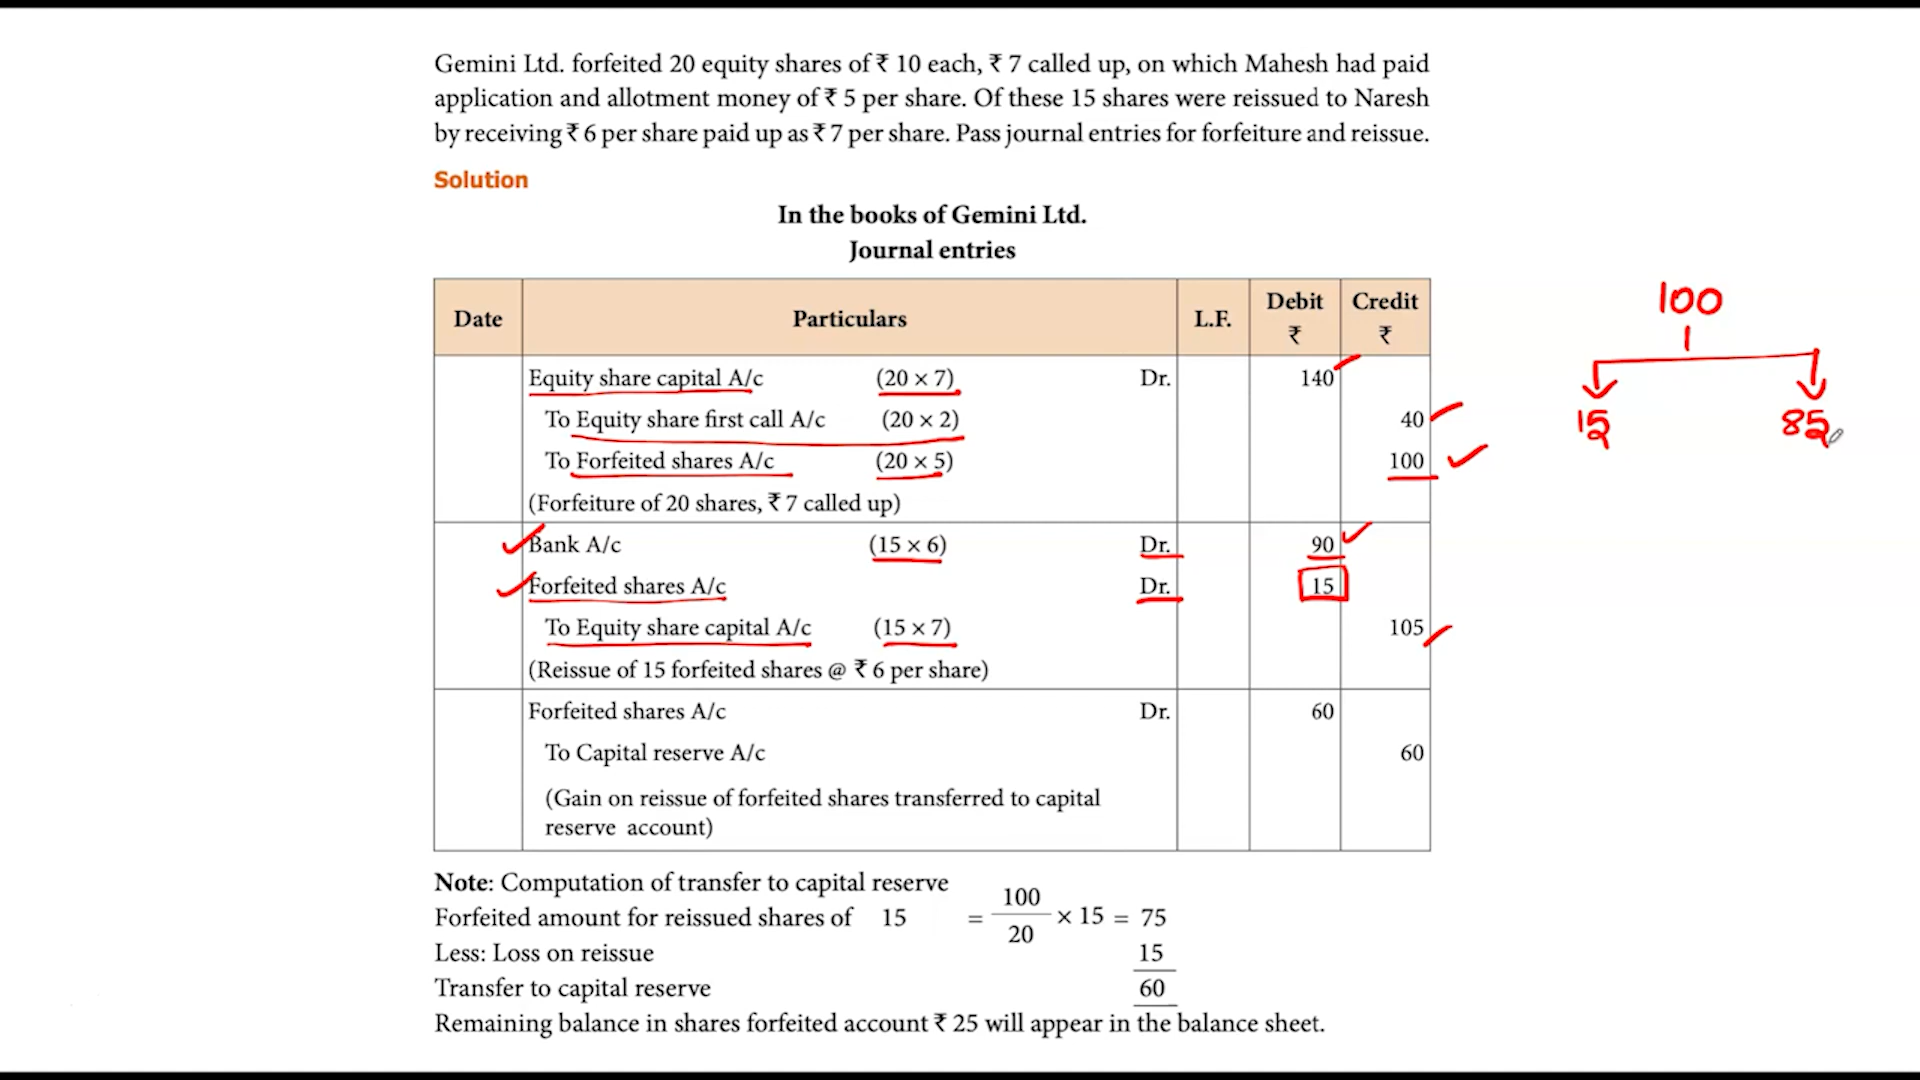 Gemini Ltd. forfeited 20 equity shares of ₹ 10 each, ₹ 7 called up, on which Mahesh had paid
application and allotment money of ₹ 5 per share. Of these 15 shares were reissued to Naresh
by receiving ₹ 6 per share paid up as ₹ 7 per share. Pass journal entries for forfeiture and reissue.
Solution
In the books of Gemini Ltd.
Journal entries
Date Particulars L.F. Debit ₹ Credit ₹
Equity share capital A/c (20 × 7) Dr. 140
To Equity share first call A/c (20 × 2) 40
To Forfeited shares A/c (20 × 5) 100
(Forfeiture of 20 shares, ₹ 7 called up)
Bank A/c (15 × 6) Dr. 90
Forfeited shares A/c Dr. 15
To Equity share capital A/c (15 × 7) 105
(Reissue of 15 forfeited shares @ ₹ 6 per share)
Forfeited shares A/c Dr. 60
To Capital reserve A/c 60
(Gain on reissue of forfeited shares transferred to capital
reserve account)
100
15 85
Note: Computation of transfer to capital reserve
Forfeited amount for reissued shares of 15 = 100/20 × 15 = 75
Less: Loss on reissue 15
Transfer to capital reserve 60
Remaining balance in shares forfeited account ₹ 25 will appear in the balance sheet.